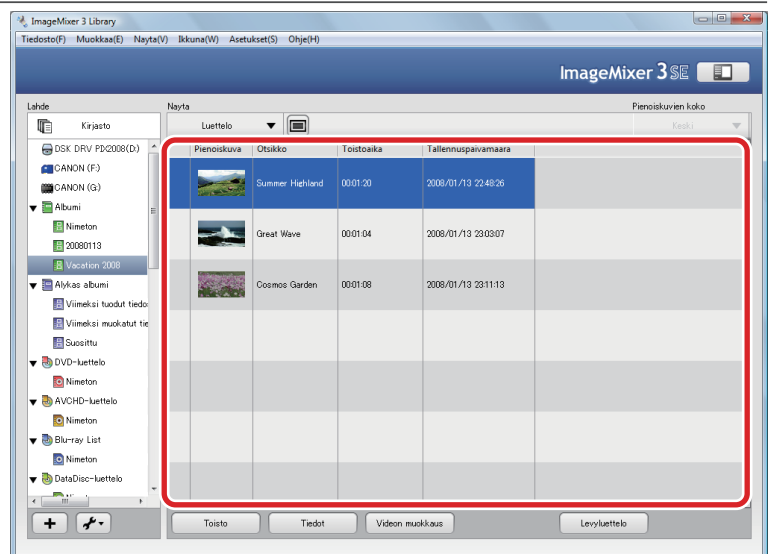 ImageMixer 3 Library
Tiedosto(F) Muokkaa(E) Nayta(V) Ikkuna(W) Asetukset(S) Ohje(H)
ImageMixer 3 SE
Lahde Nayta Pienoiskuvien koko
Kirjasto Luettelo Keski
Pienoiskuva Otsikko Toistoaika Tallennuspaivamaara
DSK DRV PIX2008(D:)
CANON (F:)
CANON (G:)
Albumi
Nimeton
20080113
Vacation 2008
Alykas albumi
Viimeksi tuodut tiedo
Viimeksi muokatut tie
Suosittu
DVD-luettelo
Nimeton
AVCHD-luettelo
Nimeton
Blu-ray List
Nimeton
DataDisc-luettelo
Summer Highland 00:01:20 2008/01/13 22:48:26
Great Wave 00:01:04 2008/01/13 23:03:07
Cosmos Garden 00:01:08 2008/01/13 23:11:13
Toisto Tiedot Videon muokkaus Levyluettelo